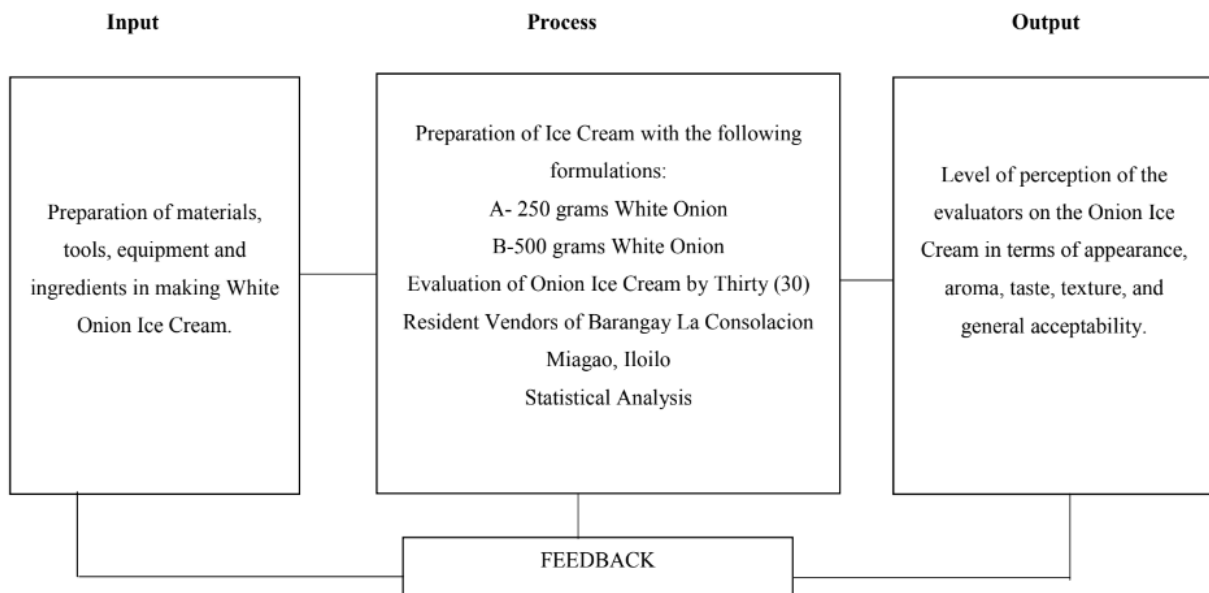 Input
Process
Output
Preparation of materials,
tools, equipment and
ingredients in making White
Onion Ice Cream.
Preparation of Ice Cream with the following
formulations:
A- 250 grams White Onion
B-500 grams White Onion
Evaluation of Onion Ice Cream by Thirty (30)
Resident Vendors of Barangay La Consolacion
Miagao, Iloilo
Statistical Analysis
Level of perception of the
evaluators on the Onion Ice
Cream in terms of appearance,
aroma, taste, texture, and
general acceptability.
FEEDBACK